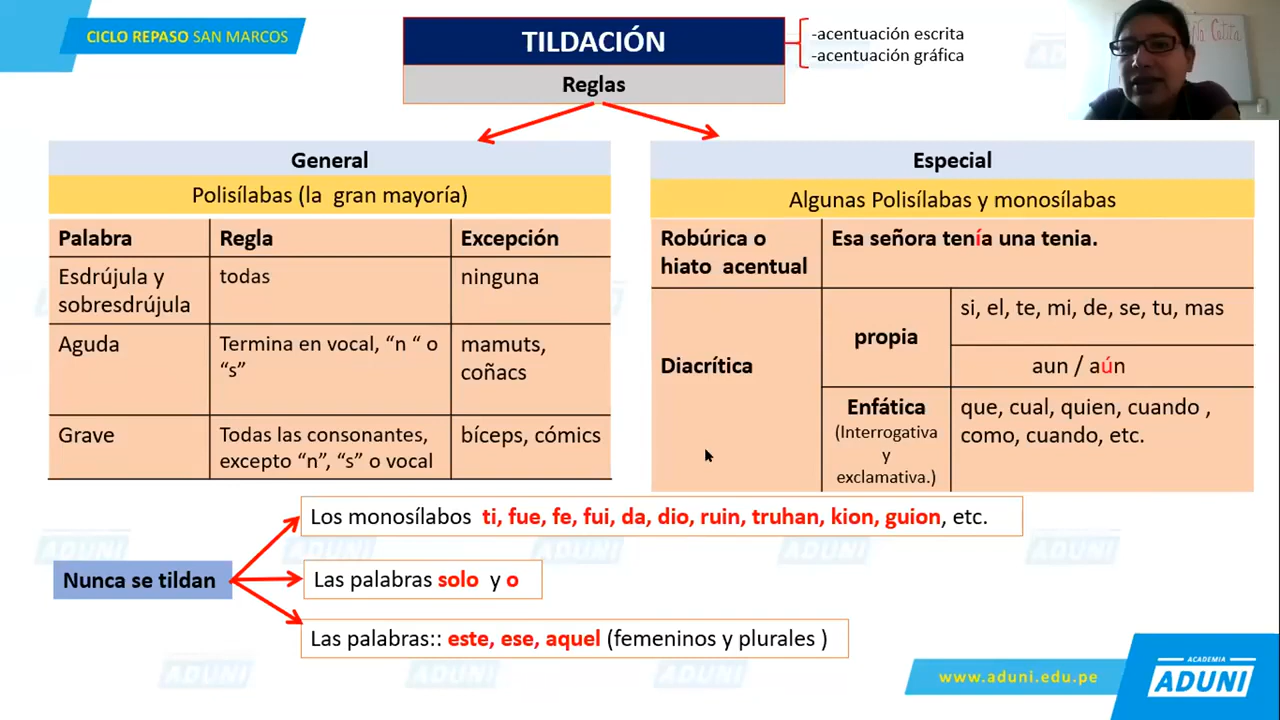 CICLO REPASO SAN MARCOS
TILDACIÓN
Reglas
-acentuación escrita
-acentuación gráfica
General
Polisílabas (la gran mayoría)
Palabra
Regla
Excepción
Esdrújula y
sobresdrújula
todas
ninguna
Aguda
Termina en vocal, “n “ o
“s”
mamuts,
coñacs
Grave
Todas las consonantes,
excepto “n”, “s” o vocal
bíceps, cómics
Especial
Algunas Polisílabas y monosílabas
Robúrica o
hiato acentual
Esa señora tenía una tenia.
Diacrítica
propia
si, el, te, mi, de, se, tu, mas
aun / aún
Enfática
(Interrogativa
y
exclamativa.)
que, cual, quien, cuando ,
como, cuando, etc.
Nunca se tildan
Los monosílabos ti, fue, fe, fui, da, dio, ruin, truhan, kion, guion, etc.
Las palabras solo y o
Las palabras:: este, ese, aquel (femeninos y plurales )
www.aduni.edu.pe
ACADEMIA
ADUNI